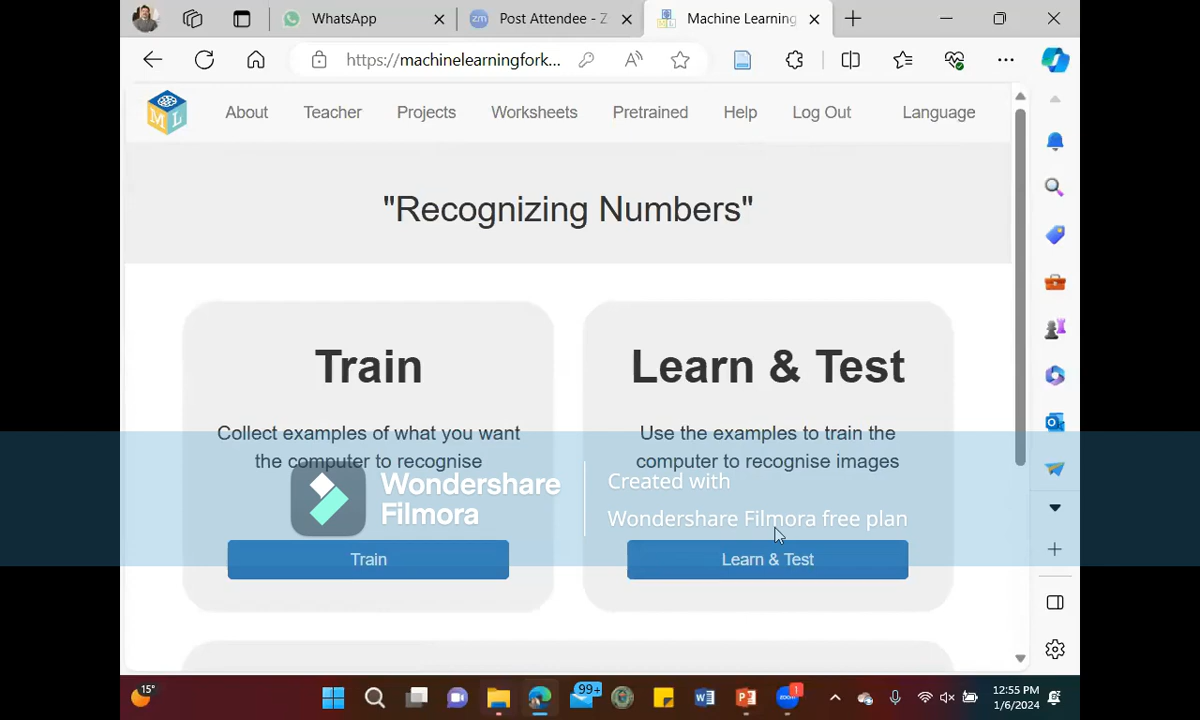 WhatsApp
Post Attendee - Z
Machine Learning
https://machinelearningfork...
ML
About
Teacher
Projects
Worksheets
Pretrained
Help
Log Out
Language
"Recognizing Numbers"
Train
Collect examples of what you want
the computer to recognise
Train
Learn & Test
Use the examples to train the
computer to recognise images
Learn & Test
Wondershare
Filmora
Created with
Wondershare Filmora free plan
15°
99+
1
12:55 PM
1/6/2024